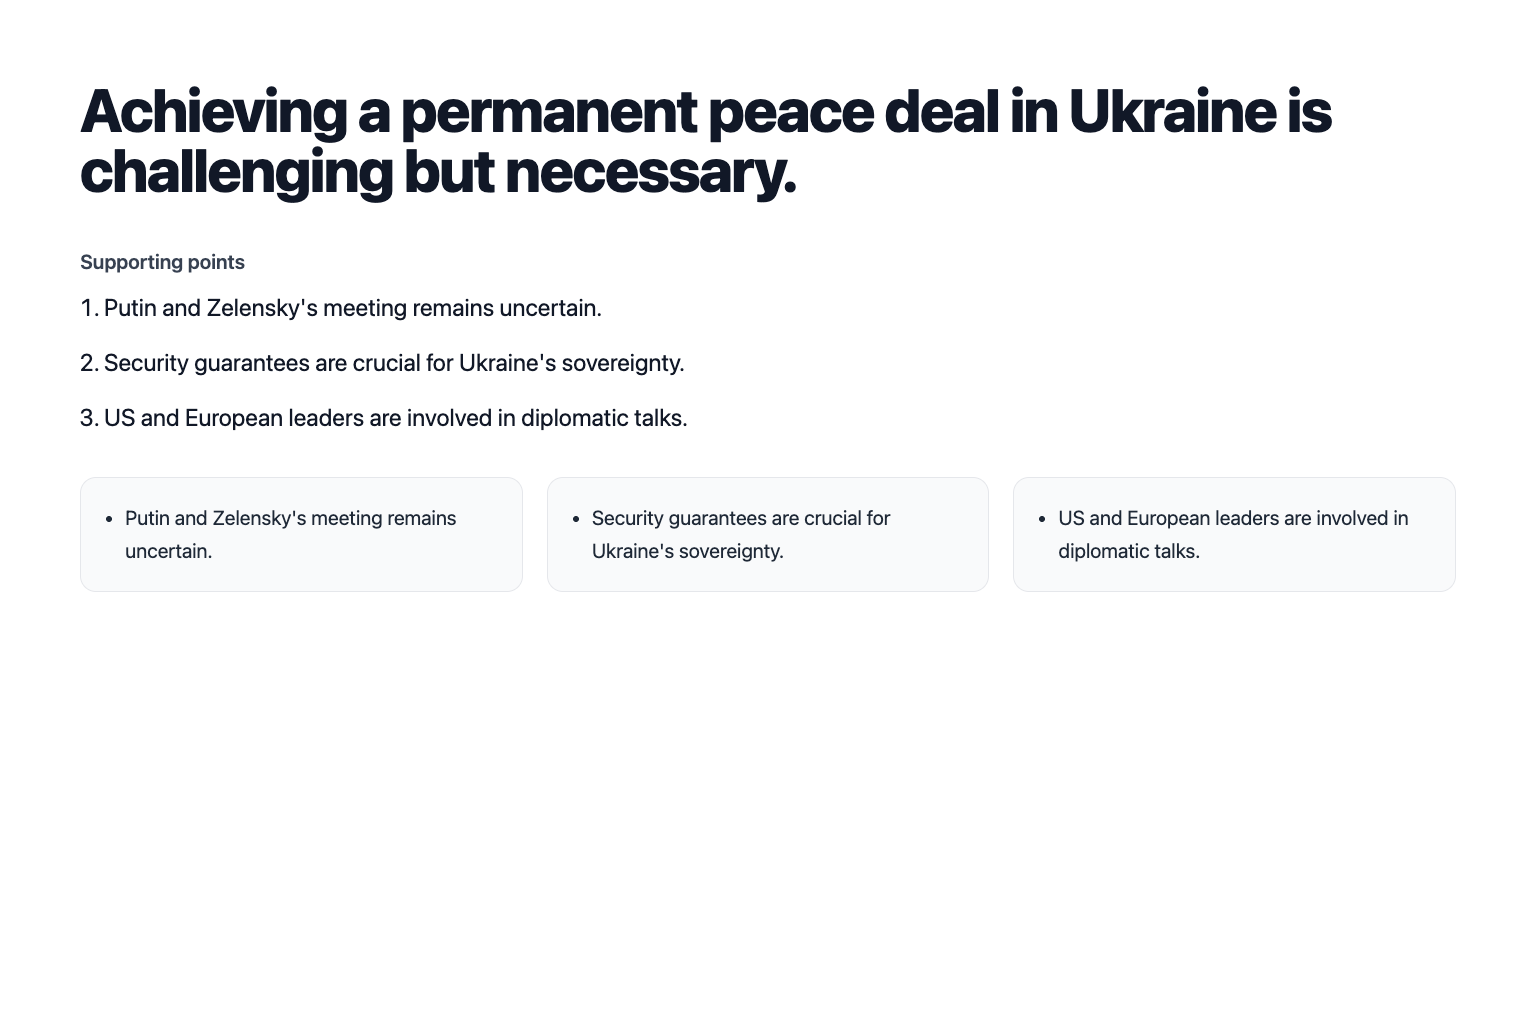 Achieving a permanent peace deal in Ukraine is
challenging but necessary.
Supporting points
1. Putin and Zelensky's meeting remains uncertain.
2. Security guarantees are crucial for Ukraine's sovereignty.
3. US and European leaders are involved in diplomatic talks.
• Putin and Zelensky's meeting remains
uncertain.
• Security guarantees are crucial for
Ukraine's sovereignty.
• US and European leaders are involved in
diplomatic talks.